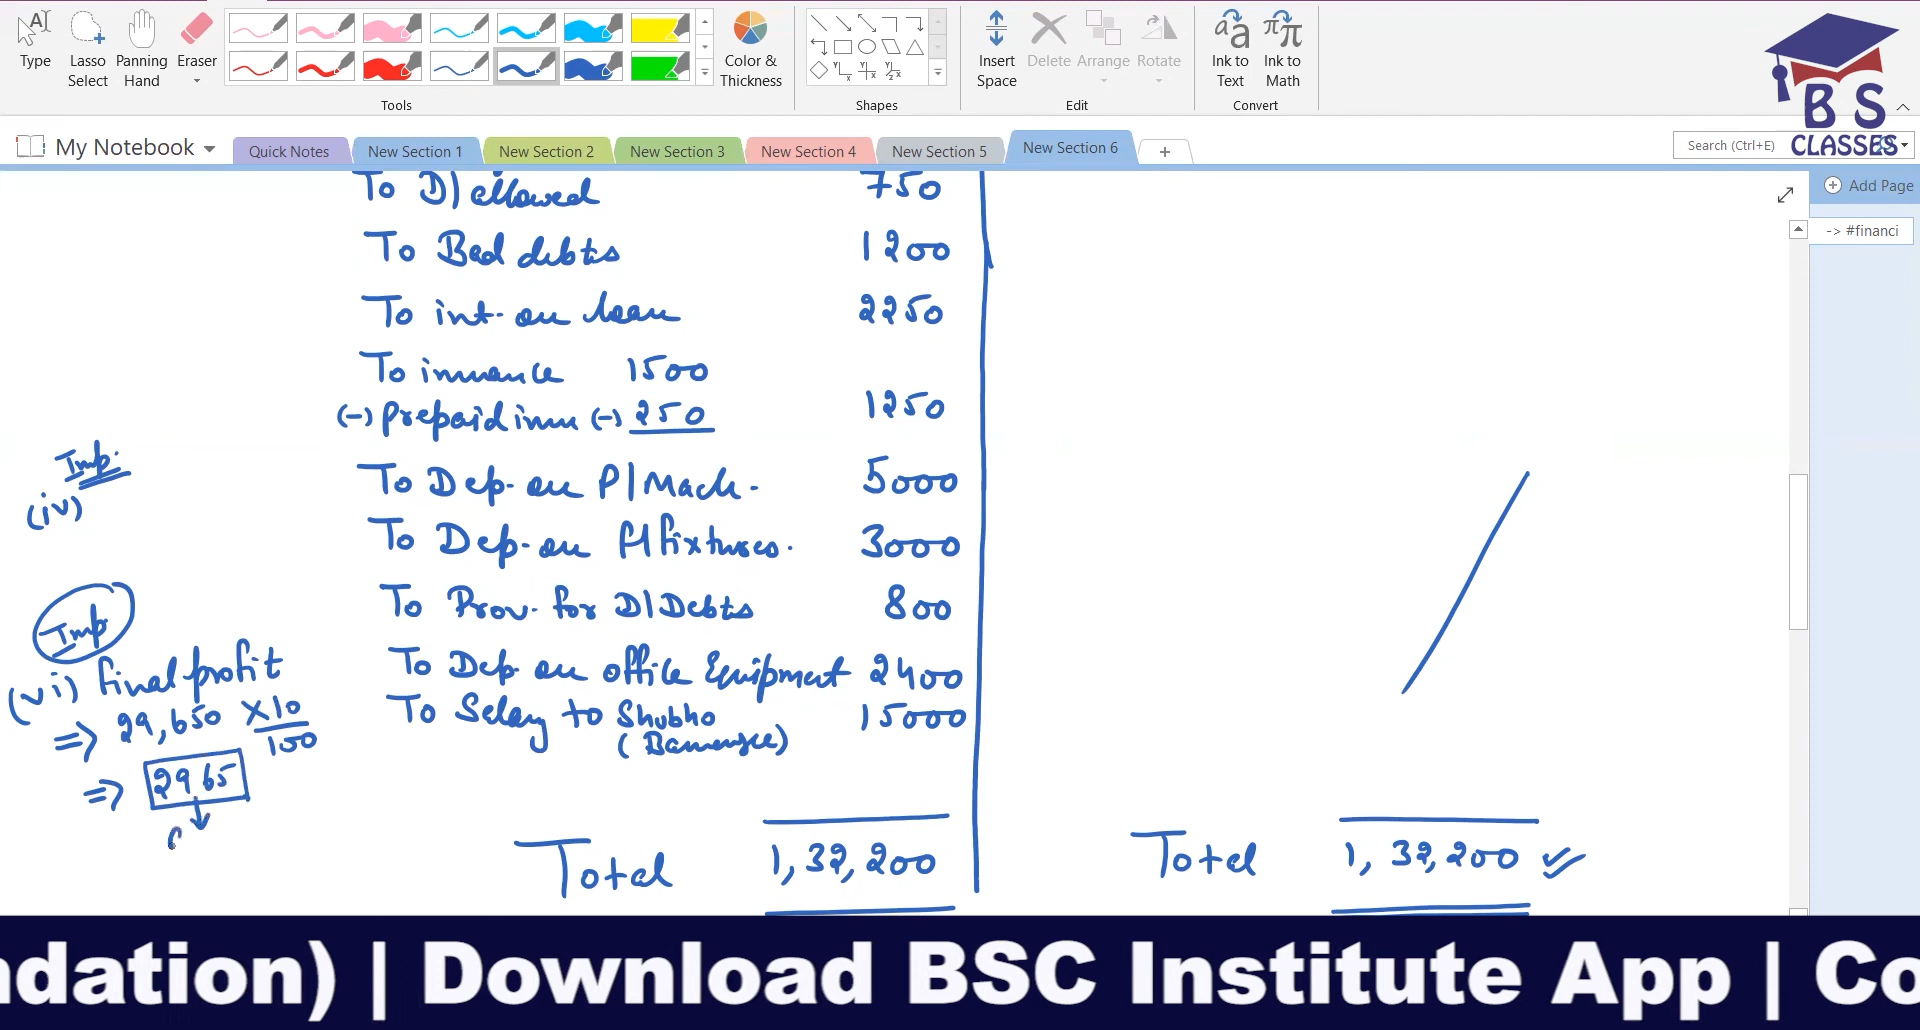 Type
Lasso Select
Panning Hand
Eraser
Color & Thickness
Insert Space
Delete
Arrange
Rotate
Ink to Text
Ink to Math
Tools
Shapes
Edit
Convert
BS
CLASSES
My Notebook
Quick Notes
New Section 1
New Section 2
New Section 3
New Section 4
New Section 5
New Section 6
+
Search (Ctrl+E)
Add Page
-> #financi
To D/allowed 750
To Bad debts 1200
To int. on loan 2250
To insurance 1500
(-) Prepaid insu (-) 250 1250
To Dep. on P/Mach. 5000
To Dep. on f/fixtures. 3000
To Prov. for D/Debts 800
To Dep. on office Equipment 2400
To Salary to Shubho 15000
(Bannerjee)
Total 1,32,200
Total 1,32,200
Imp.
(iv)
Imp
(vi) final profit
=> 29,650 × 10
100
=> 2965
ndation) | Download BSC Institute App | Co